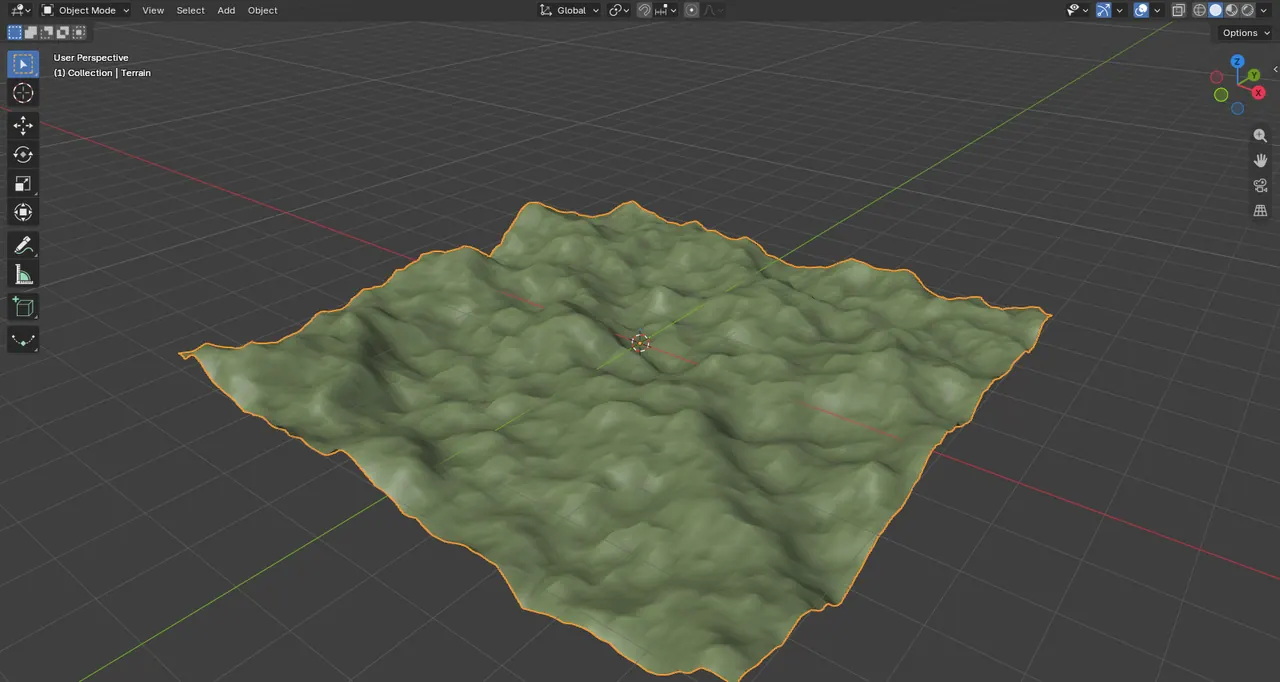 Object Mode View Select Add Object Global
Options
User Perspective
(1) Collection | Terrain
Z
Y
X